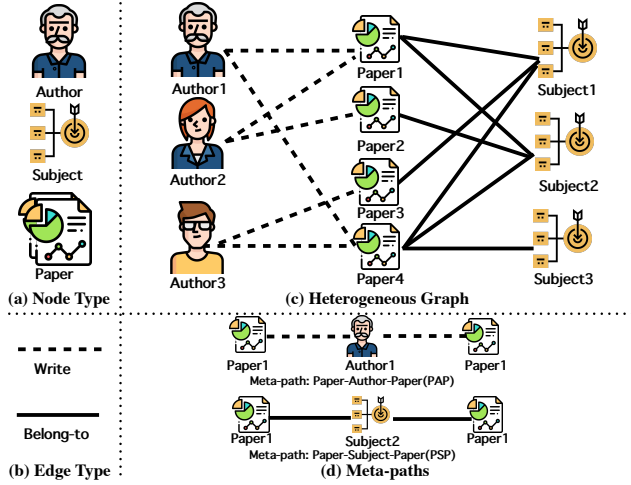 Author
Subject
Paper
(a) Node Type
Author1
Author2
Author3
Paper1
Paper2
Paper3
Paper4
Subject1
Subject2
Subject3
(c) Heterogeneous Graph
Write
Belong-to
(b) Edge Type
Paper1 Author1 Paper1
Meta-path: Paper-Author-Paper(PAP)
Paper1 Subject2 Paper1
Meta-path: Paper-Subject-Paper(PSP)
(d) Meta-paths